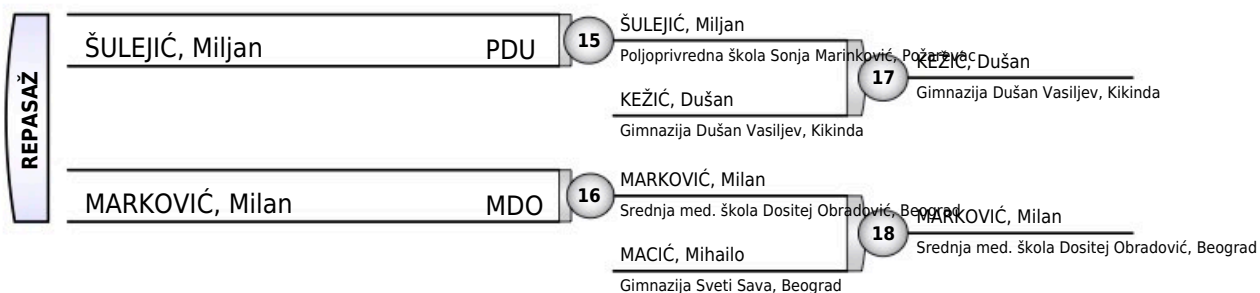 REPASAŽ
ŠULEJIĆ, Miljan PDU
15
ŠULEJIĆ, Miljan
Poljoprivredna škola Sonja Marinković, Požarevac
KEŽIĆ, Dušan
Gimnazija Dušan Vasiljev, Kikinda
17
KEŽIĆ, Dušan
Gimnazija Dušan Vasiljev, Kikinda
MARKOVIĆ, Milan MDO
16
MARKOVIĆ, Milan
Srednja med. škola Dositej Obradović, Beograd
MACIĆ, Mihailo
Gimnazija Sveti Sava, Beograd
18
MARKOVIĆ, Milan
Srednja med. škola Dositej Obradović, Beograd